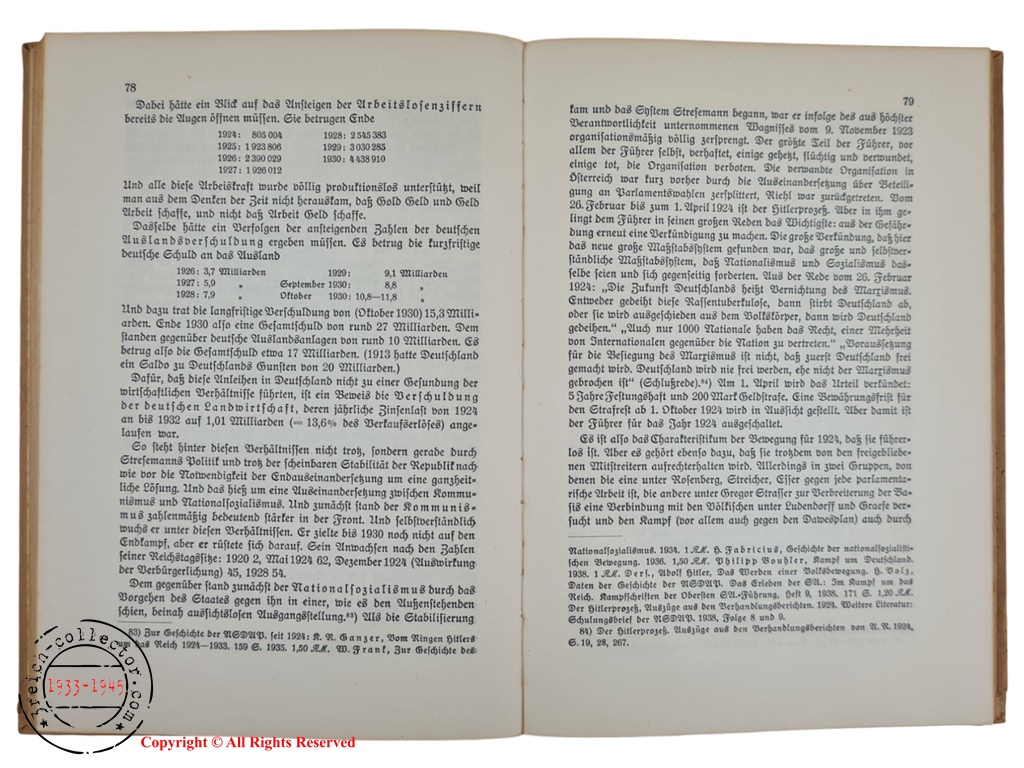 78
Dabei hätte ein Blick auf das Ansteigen der Arbeitslosenziffern
bereits die Augen öffnen müssen. Sie betrugen Ende
1924: 805 004 1928: 2 545 383
1925: 1 923 806 1929: 3 030 285
1926: 2 390 029 1930: 4 438 910
1927: 1 926 012
Und alle diese Arbeiskraft wurde völlig produktionslos unterstützt, weil
man aus dem Denken der Zeit nicht herauskam, daß Gold Geld und Geld
Arbeit schaffe, und nicht daß Arbeit Geld schaffe.
Dasselbe hätte ein Verfolgen der ansteigenden Zahlen der deutschen
Auslandsverschuldung ergeben müssen. Es betrug die kurzfristige
deutsche Schuld an das Ausland
1926: 3,7 Milliarden 1929: 9,1 Milliarden
1927: 5,9 „ September 1930: 8,8 „
1928: 7,9 „ Oktober 1930: 10,8—11,8 „
Und dazu trat die langfristige Verschuldung von (Oktober 1930) 15,3 Milli-
arden. Ende 1930 also eine Gesamtschuld von rund 27 Milliarden. Dem
standen gegenüber deutsche Auslandsanlagen von rund 10 Milliarden. Es
betrug also die Gesamtschuld etwa 17 Milliarden. (1913 hatte Deutschland
ein Saldo zu Deutschlands Gunsten von 20 Milliarden.)
Dafür, daß diese Anleihen in Deutschland nicht zu einer Gesundung der
wirtschaftlichen Verhältnisse führten, ist ein Beweis die Verschuldung
der deutschen Landwirtschaft, deren jährliche Zinsenlast von 1924
an bis 1932 auf 1,01 Milliarden (= 13,6% des Verkaufserlöses) ange-
laufen war.
So steht hinter diesen Verhältnissen nicht trotz, sondern gerade durch
Stresemanns Politik und trotz der scheinbaren Stabilität der Republik nach
wie vor die Notwendigkeit der Endauseinandersetzung um eine ganzheit-
liche Lösung. Und das hieß um eine Auseinandersetzung zwischen Kommu-
nismus und Nationalsozialismus. Und zunächst stand der Kommunis-
mus zahlenmäßig bedeutend stärker in der Front. Und selbstverständlich
wuchs er unter diesen Verhältnissen. Er zielte bis 1930 noch nicht auf den
Endkampf, aber er rüstete sich darauf. Sein Anwachsen nach den Zahlen
seiner Reichstagssitze: 1920 2, Mai 1924 62, Dezember 1924 (Auswirkung
der Verbürgerlichung) 45, 1928 54.
Dem gegenüber stand zunächst der Nationalsozialismus durch das
Vorgehen des Staates gegen ihn in einer, wie es den Außenstehenden
schien, beinah aussichtslosen Ausgangsstellung.⁸³) Als die Stabilisierung
83) Zur Geschichte der NSDAP. seit 1924: K. R. Ganzer, Vom Ringen Hitlers
um das Reich 1924—1933. 159 S. 1935. 1,50 RM. W. Frank, Zur Geschichte des
79
kam und das System Stresemann begann, war er infolge des aus höchster
Verantwortlichkeit unternommenen Wagnisses vom 9. November 1923
organisationsmäßig völlig zersprengt. Der größte Teil der Führer, vor
allem der Führer selbst, verhaftet, einige gehetzt, flüchtig und verwundet,
einige tot, die Organisation verboten. Die verwandte Organisation in
Österreich war kurz vorher durch die Auseinandersetzung über Beteili-
gung an Parlamentswahlen zersplittert, Riehl war zurückgetreten. Vom
26. Februar bis zum 1. April 1924 ist der Hitlerprozeß. Aber in ihm ge-
lingt dem Führer in seinen großen Reden das Wichtigste: aus der Gefähr-
dung erneut eine Verkündigung zu machen. Die große Verkündung, daß hier
das neue große Maßstabsystem gefunden war, das große und selbstver-
ständliche Maßstabsystem, daß Nationalismus und Sozialismus das-
selbe seien und sich gegenseitig forderten. Aus der Rede vom 26. Februar
1924: „Die Zukunft Deutschlands heißt Vernichtung des Marxismus.
Entweder gedeiht diese Rassentuberkulose, dann stirbt Deutschland ab,
oder sie wird ausgeschieden aus dem Volkskörper, dann wird Deutschland
gedeihen.“ „Auch nur 1000 Nationale haben das Recht, einer Mehrheit
von Internationalen gegenüber die Nation zu vertreten.“ „Voraussetzung
für die Besiegung des Marxismus ist nicht, daß zuerst Deutschland frei
gemacht wird. Deutschland wird nie frei werden, ehe nicht der Marxismus
gebrochen ist“ (Schlußrede).⁸⁴) Am 1. April wird das Urteil verkündet:
5 Jahre Festungshaft und 200 Mark Geldstrafe. Eine Bewährungsfrist für
den Strafrest ab 1. Oktober 1924 wird in Aussicht gestellt. Aber damit ist
der Führer für das Jahr 1924 ausgeschaltet.
Es ist also das Charakteristikum der Bewegung für 1924, daß sie führer-
los ist. Aber es gehört ebenso dazu, daß sie trotzdem von den freigebliebe-
nen Mitstreitern aufrechterhalten wird. Allerdings in zwei Gruppen, von
denen die eine unter Rosenberg, Streicher, Esser gegen jede parlamenta-
rische Arbeit ist, die andere unter Gregor Strasser zur Verbreiterung der Ba-
sis eine Verbindung mit den Völkischen unter Ludendorff und Graefe ver-
sucht und den Kampf (vor allem auch gegen den Dawesplan) auch durch
Nationalsozialismus. 1934. 1 RM. H. Fabricius, Geschichte der nationalsozialisti-
schen Bewegung. 1936. 1,50 RM. Philipp Bouhler, Kampf um Deutschland.
1938. 1 RM. Ders., Adolf Hitler, Das Werden einer Volksbewegung. H. Volz,
Daten der Geschichte der NSDAP. Das Erleben der SA.: Im Kampf um das
Reich. Kampfschriften der Obersten SA.-Führung, Heft 9, 1938. 171 S. 1,20 RM.
Der Hitlerprozeß, Auszüge aus den Verhandlungsberichten. 1924. Weitere Literatur:
Schulungsbrief der NSDAP. 1938, Folge 8 und 9.
84) Der Hitlerprozeß. Auszüge aus den Verhandlungsberichten von A. R. 1924,
S. 19, 28, 267.
3reich-collector.com
1933-1945
Copyright © All Rights Reserved